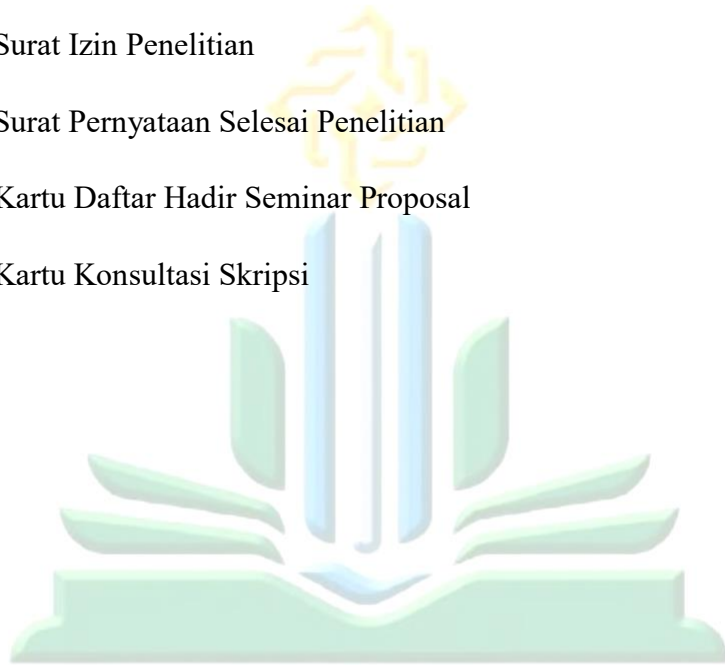 Surat Izin Penelitian
Surat Pernyataan Selesai Penelitian
Kartu Daftar Hadir Seminar Proposal
Kartu Konsultasi Skripsi